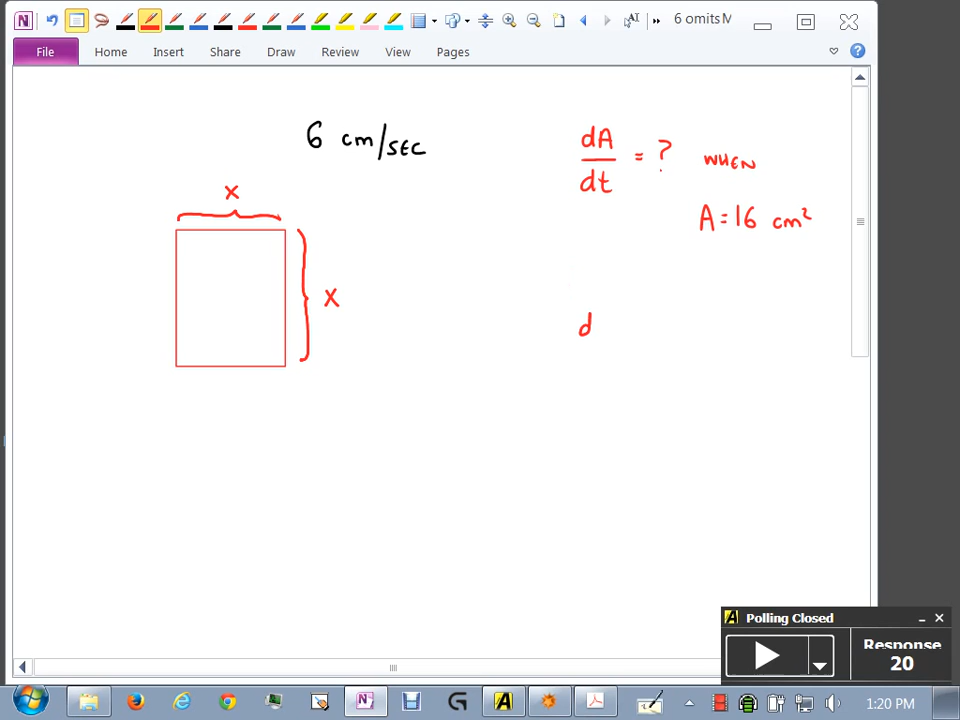 6 omits M
File Home Insert Share Draw Review View Pages
6 cm/SEC
dA/dt = ? WHEN
A = 16 cm²
x
x
d
Polling Closed
Response
20
1:20 PM